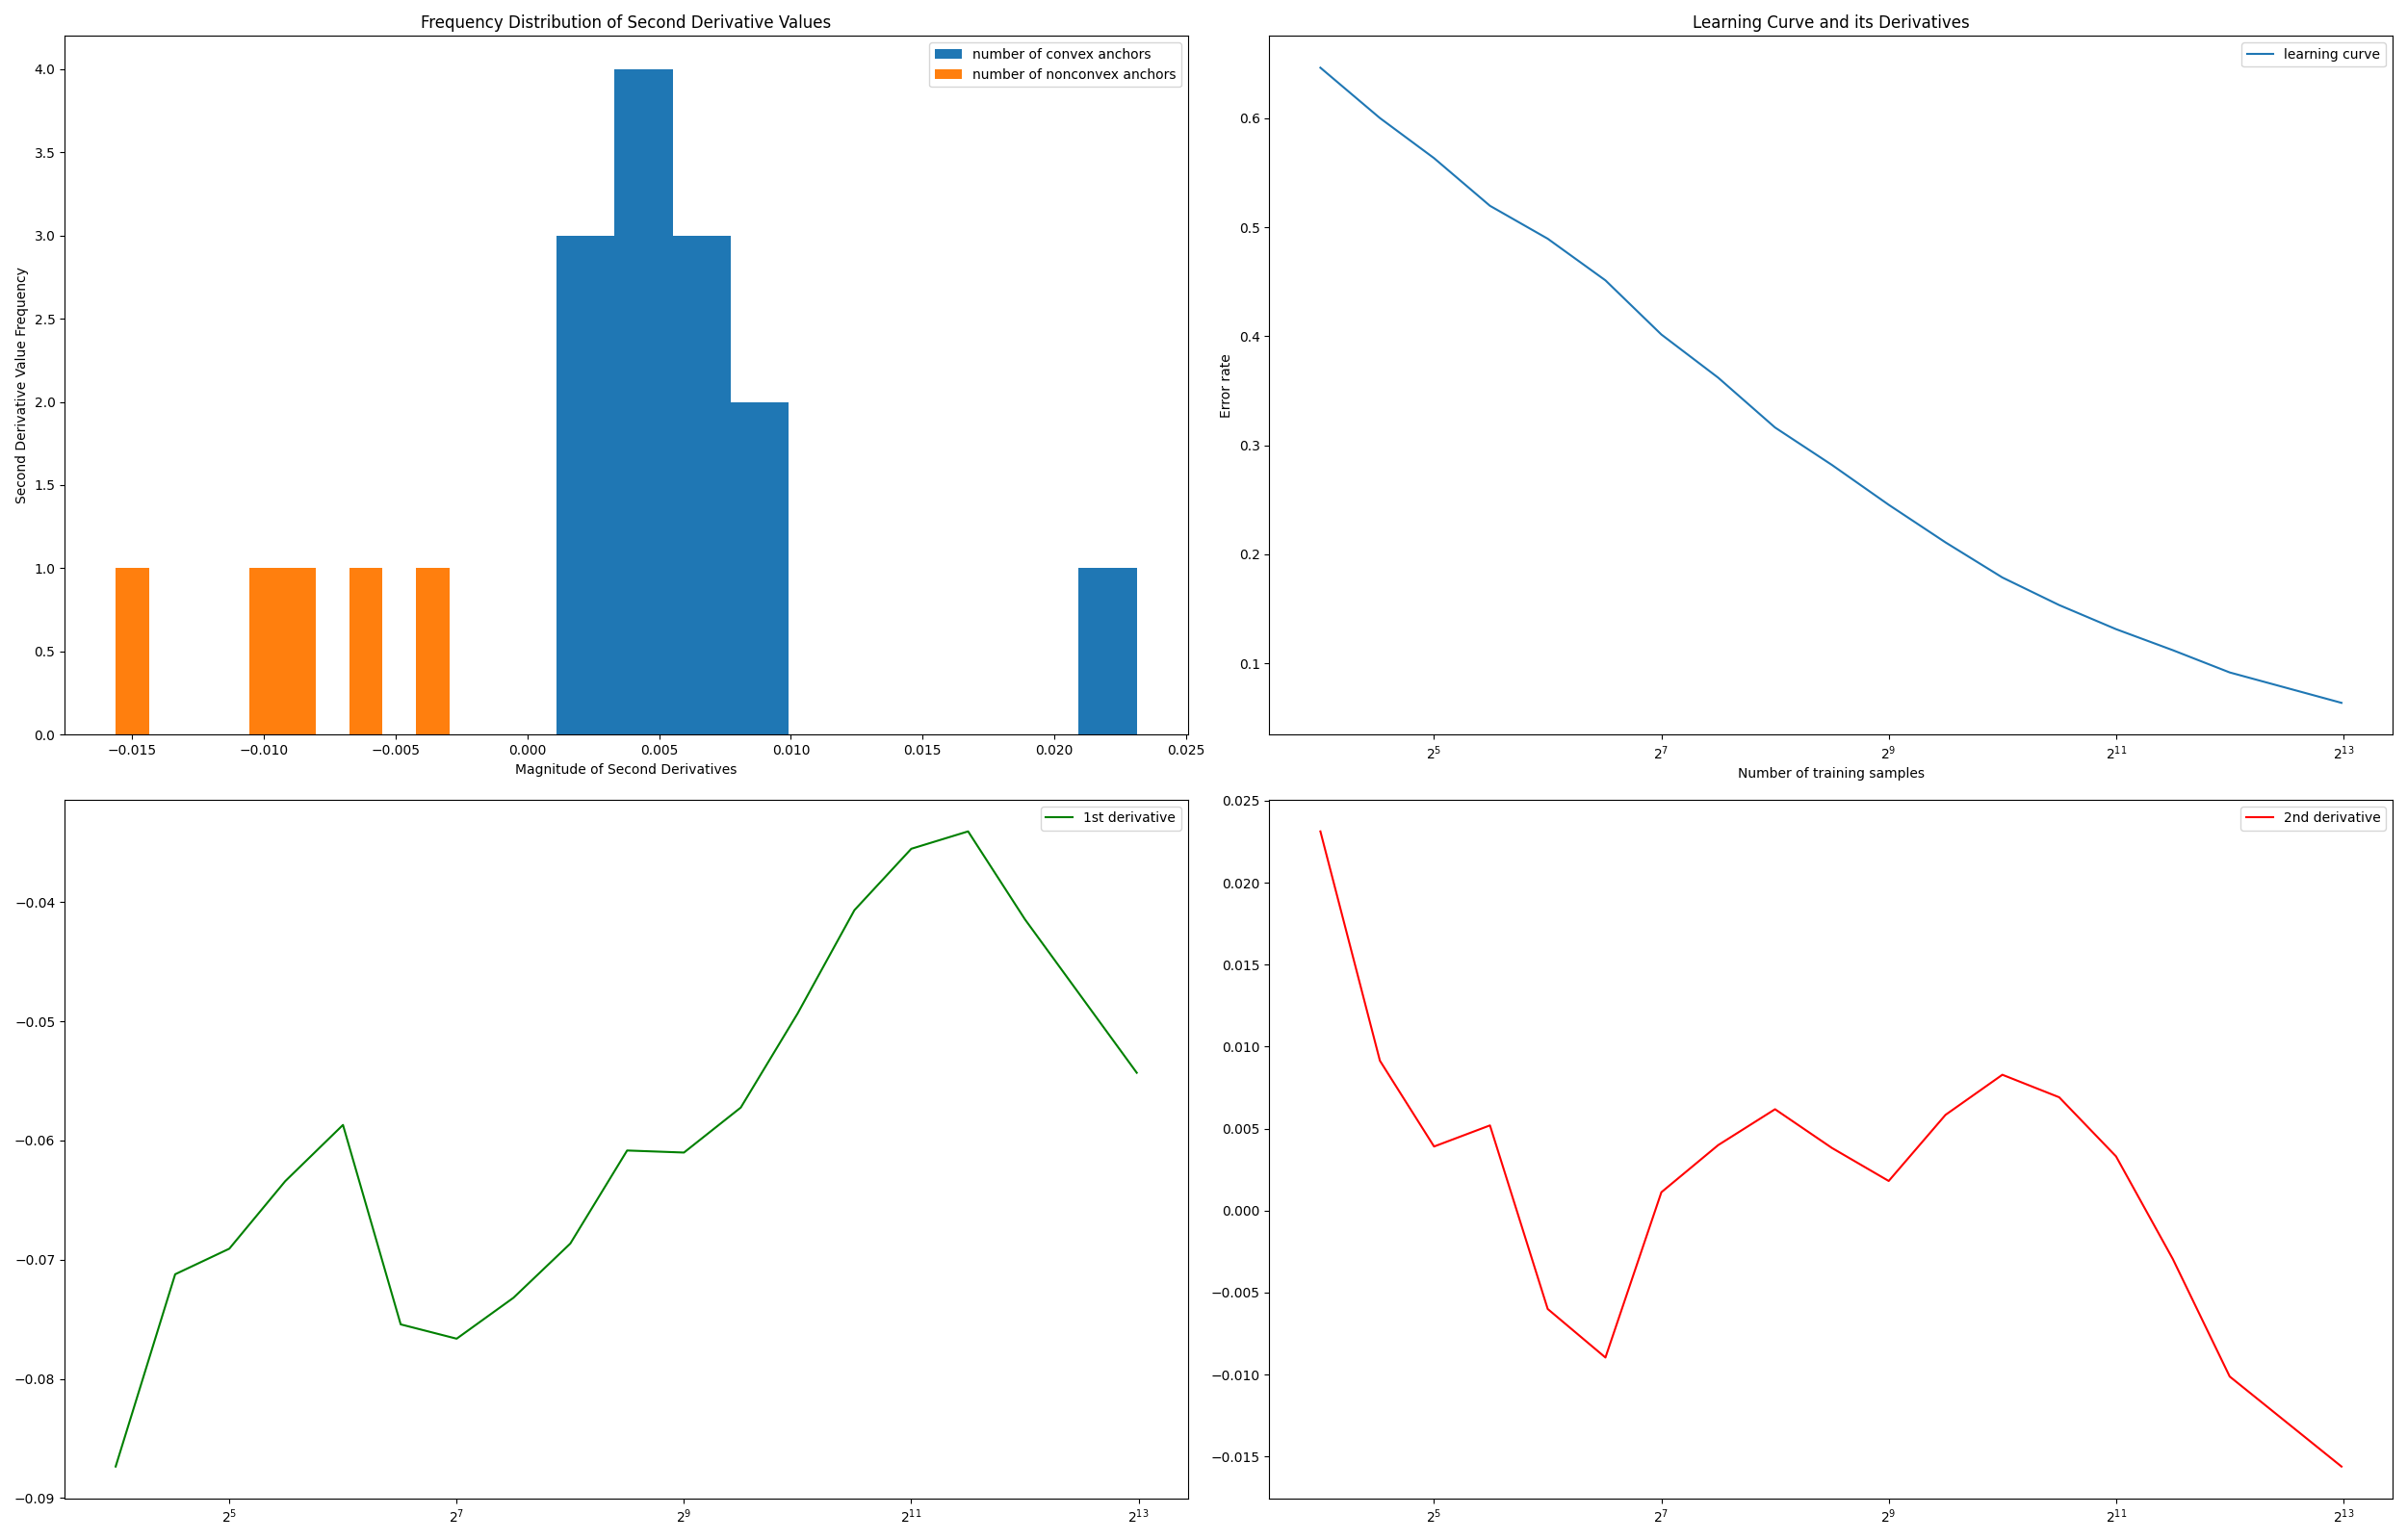 Frequency Distribution of Second Derivative Values
number of convex anchors
number of nonconvex anchors
Second Derivative Value Frequency
4.0
3.5
3.0
2.5
2.0
1.5
1.0
0.5
0.0
−0.015 −0.010 −0.005 0.000 0.005 0.010 0.015 0.020 0.025
Magnitude of Second Derivatives
Learning Curve and its Derivatives
learning curve
Error rate
0.6
0.5
0.4
0.3
0.2
0.1
2^5 2^7 2^9 2^11 2^13
Number of training samples
1st derivative
−0.04
−0.05
−0.06
−0.07
−0.08
−0.09
2^5 2^7 2^9 2^11 2^13
2nd derivative
0.025
0.020
0.015
0.010
0.005
0.000
−0.005
−0.010
−0.015
2^5 2^7 2^9 2^11 2^13